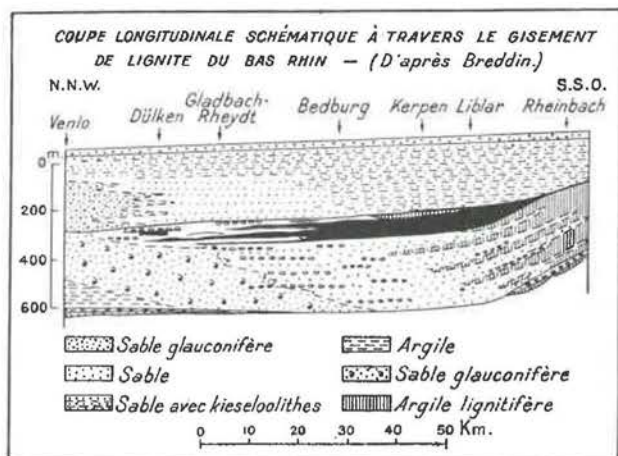 COUPE LONGITUDINALE SCHÉMATIQUE À TRAVERS LE GISEMENT
DE LIGNITE DU BAS RHIN — (D'après Breddin.)
N.N.W. S.S.O.
Venlo Dülken Gladbach-Rheydt Bedburg Kerpen Liblar Rheinbach
m.
0
200
400
600
Sable glauconifère Argile
Sable Sable glauconifère
Sable avec kieseloolithes Argile lignitifère
0 10 20 30 40 50 Km.